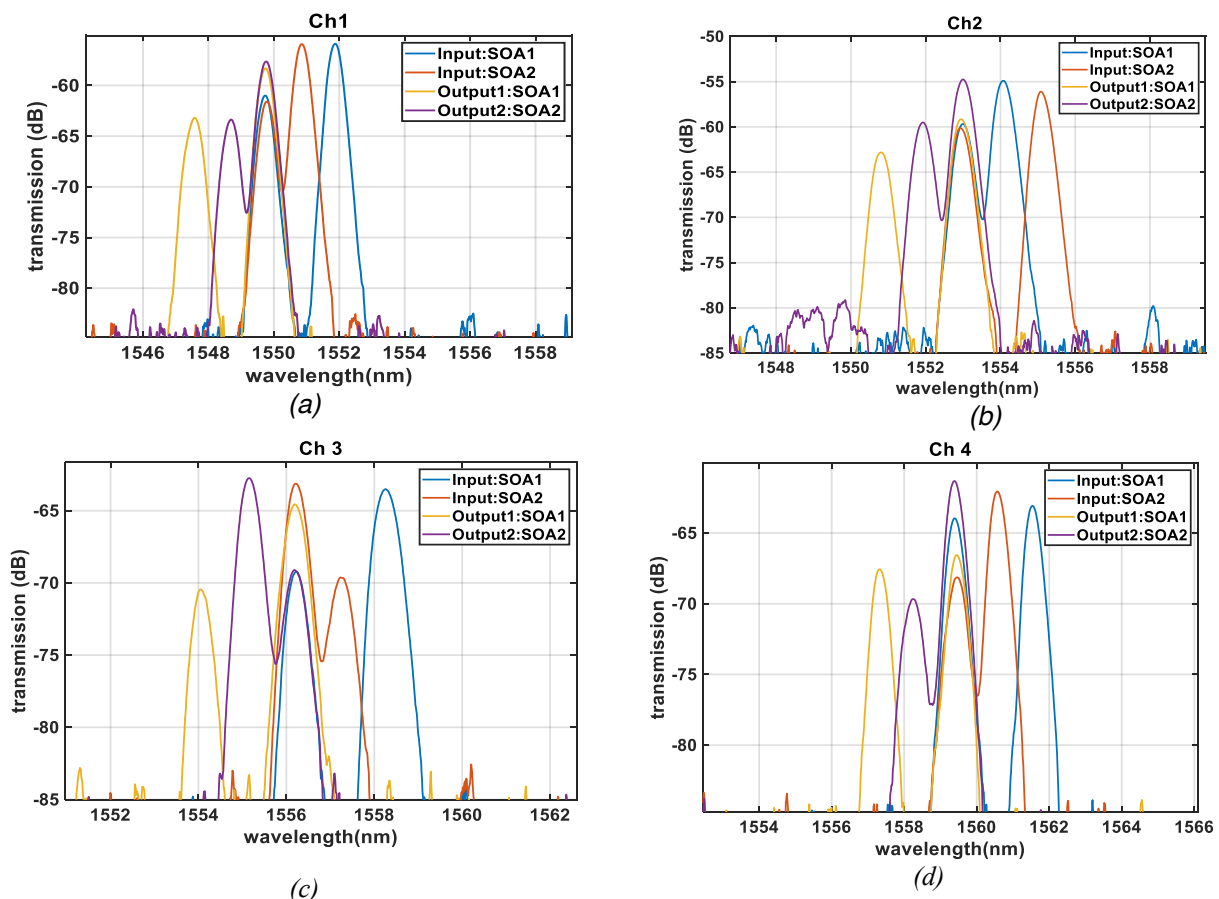 Ch1
Input:SOA1
Input:SOA2
Output1:SOA1
Output2:SOA2
transmission (dB)
-60
-65
-70
-75
-80
1546 1548 1550 1552 1554 1556 1558
wavelength(nm)
(a)
Ch2
Input:SOA1
Input:SOA2
Output1:SOA1
Output2:SOA2
transmission (dB)
-50
-55
-60
-65
-70
-75
-80
-85
1548 1550 1552 1554 1556 1558
wavelength(nm)
(b)
Ch 3
Input:SOA1
Input:SOA2
Output1:SOA1
Output2:SOA2
transmission (dB)
-65
-70
-75
-80
-85
1552 1554 1556 1558 1560 1562
wavelength(nm)
(c)
Ch 4
Input:SOA1
Input:SOA2
Output1:SOA1
Output2:SOA2
transmission (dB)
-65
-70
-75
-80
1554 1556 1558 1560 1562 1564 1566
wavelength(nm)
(d)